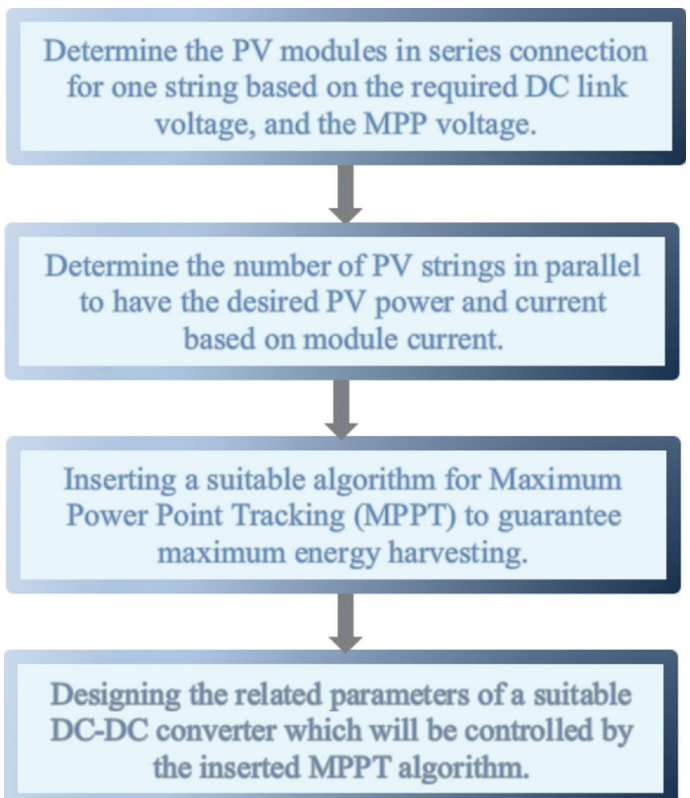 Determine the PV modules in series connection
for one string based on the required DC link
voltage, and the MPP voltage.
Determine the number of PV strings in parallel
to have the desired PV power and current
based on module current.
Inserting a suitable algorithm for Maximum
Power Point Tracking (MPPT) to guarantee
maximum energy harvesting.
Designing the related parameters of a suitable
DC-DC converter which will be controlled by
the inserted MPPT algorithm.